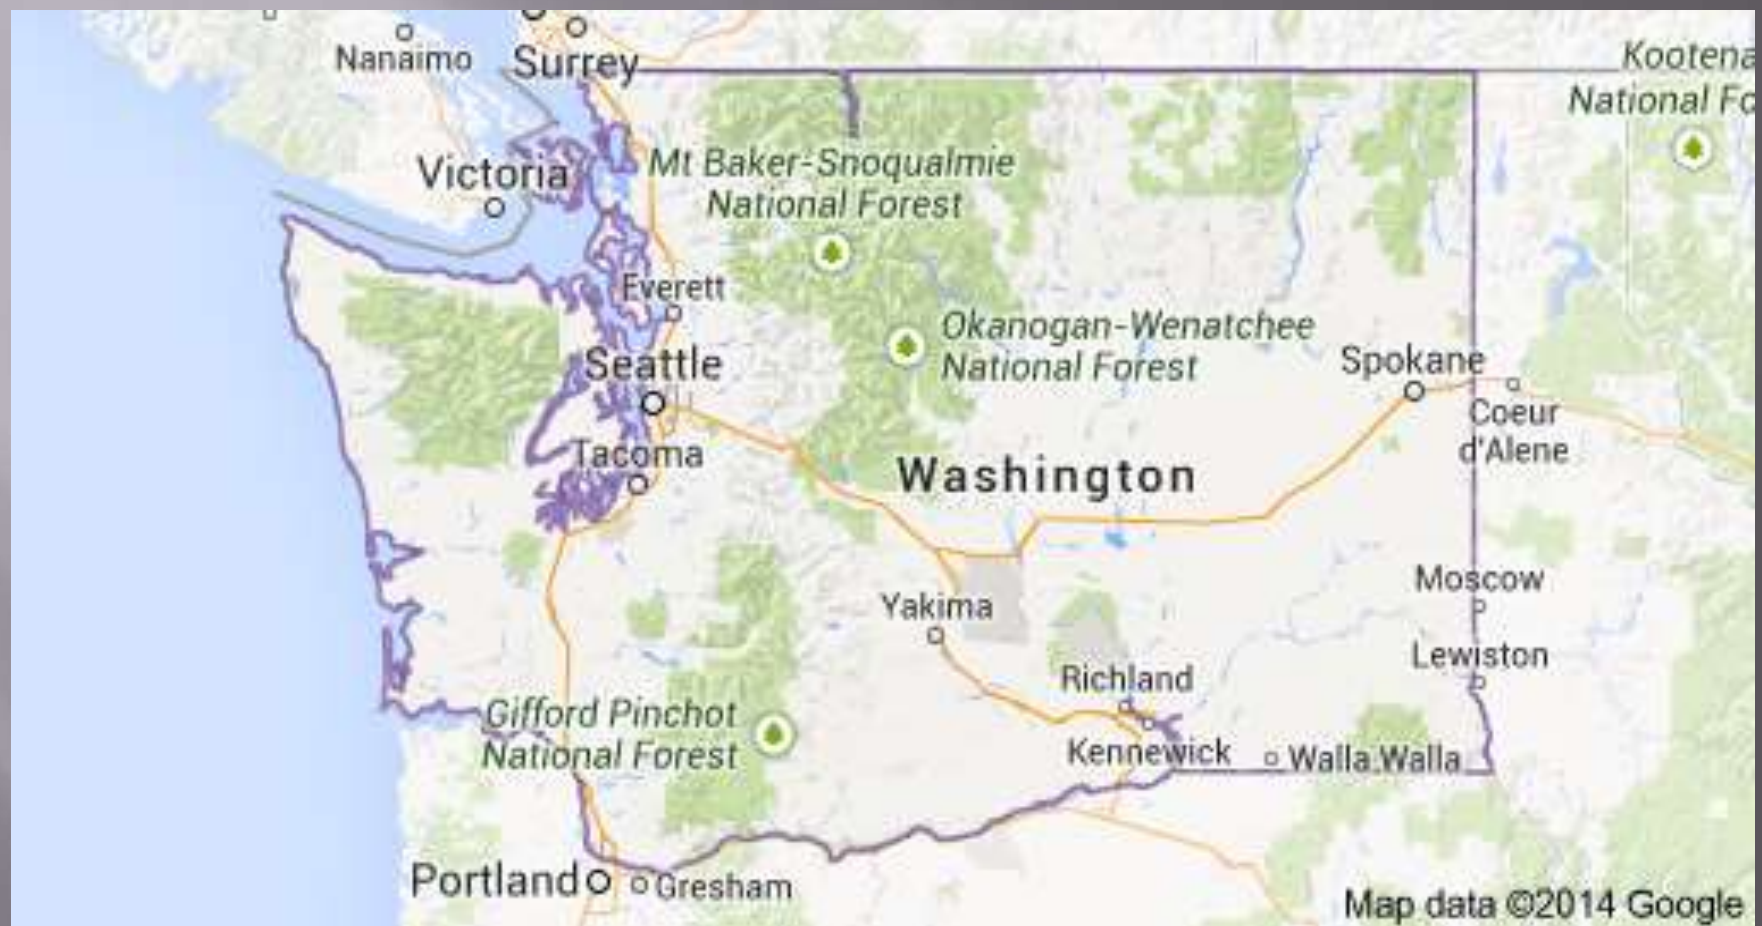 Nanaimo
Surrey
Kootena
National Fo
Victoria
Mt Baker-Snoqualmie
National Forest
Everett
Okanogan-Wenatchee
National Forest
Seattle
Spokane
Coeur
d'Alene
Tacoma
Washington
Moscow
Yakima
Lewiston
Richland
Gifford Pinchot
National Forest
Kennewick
Walla Walla
Portland
Gresham
Map data ©2014 Google